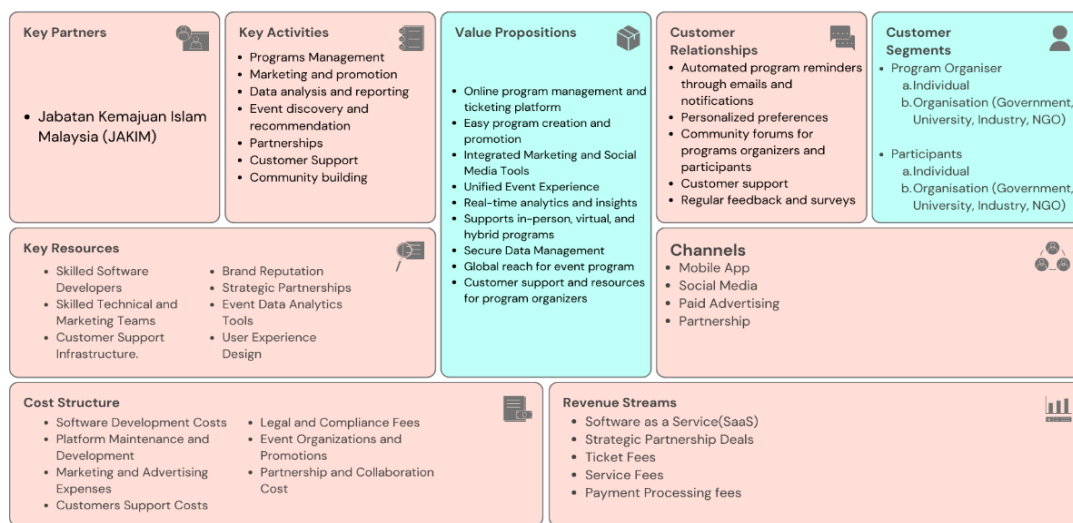 Key Partners
• Jabatan Kemajuan Islam
Malaysia (JAKIM)
Key Activities
• Programs Management
• Marketing and promotion
• Data analysis and reporting
• Event discovery and
recommendation
• Partnerships
• Customer Support
• Community building
Value Propositions
• Online program management and
ticketing platform
• Easy program creation and
promotion
• Integrated Marketing and Social
Media Tools
• Unified Event Experience
• Real-time analytics and insights
• Supports in-person, virtual, and
hybrid programs
• Secure Data Management
• Global reach for event program
• Customer support and resources
for program organizers
Customer
Relationships
• Automated program reminders
through emails and
notifications
• Personalized preferences
• Community forums for
programs organizers and
participants
• Customer support
• Regular feedback and surveys
Customer
Segments
• Program Organiser
a. Individual
b. Organisation (Government,
University, Industry, NGO)
• Participants
a. Individual
b. Organisation (Government,
University, Industry, NGO)
Key Resources
• Skilled Software
Developers
• Skilled Technical and
Marketing Teams
• Customer Support
Infrastructure.
• Brand Reputation
• Strategic Partnerships
• Event Data Analytics
Tools
• User Experience
Design
Channels
• Mobile App
• Social Media
• Paid Advertising
• Partnership
Cost Structure
• Software Development Costs
• Platform Maintenance and
Development
• Marketing and Advertising
Expenses
• Customers Support Costs
• Legal and Compliance Fees
• Event Organizations and
Promotions
• Partnership and Collaboration
Cost
Revenue Streams
• Software as a Service(SaaS)
• Strategic Partnership Deals
• Ticket Fees
• Service Fees
• Payment Processing fees